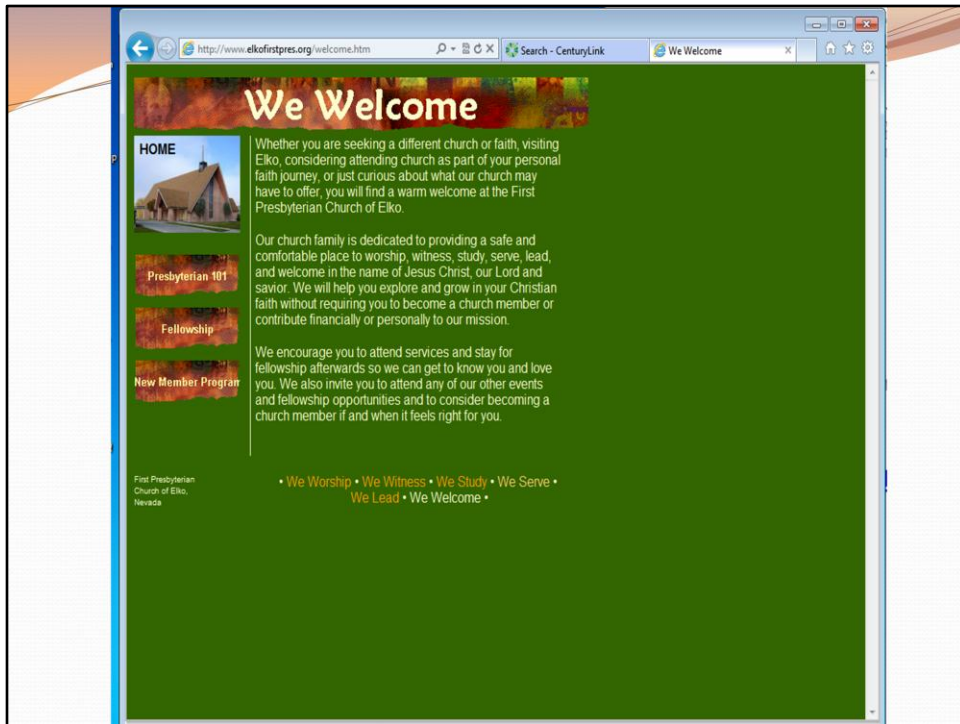 http://www.elkofirstpres.org/welcome.htm
Search - CenturyLink
We Welcome
We Welcome
HOME
Whether you are seeking a different church or faith, visiting
Elko, considering attending church as part of your personal
faith journey, or just curious about what our church may
have to offer, you will find a warm welcome at the First
Presbyterian Church of Elko.
Our church family is dedicated to providing a safe and
comfortable place to worship, witness, study, serve, lead,
and welcome in the name of Jesus Christ, our Lord and
savior. We will help you explore and grow in your Christian
faith without requiring you to become a church member or
contribute financially or personally to our mission.
We encourage you to attend services and stay for
fellowship afterwards so we can get to know you and love
you. We also invite you to attend any of our other events
and fellowship opportunities and to consider becoming a
church member if and when it feels right for you.
Presbyterian 101
Fellowship
New Member Program
First Presbyterian
Church of Elko,
Nevada
• We Worship • We Witness • We Study • We Serve •
We Lead • We Welcome •